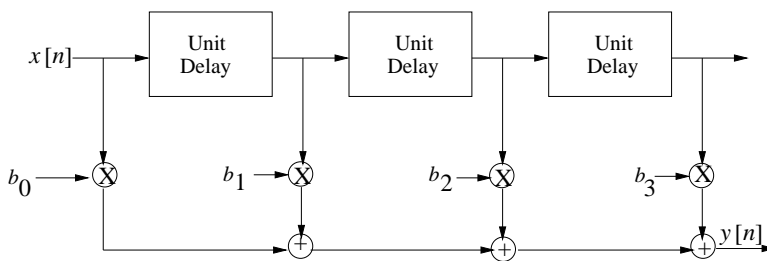 Unit
Delay
Unit
Delay
Unit
Delay
x[n]
X
X
X
X
b0
b1
b2
b3
+
+
+
+
y[n]